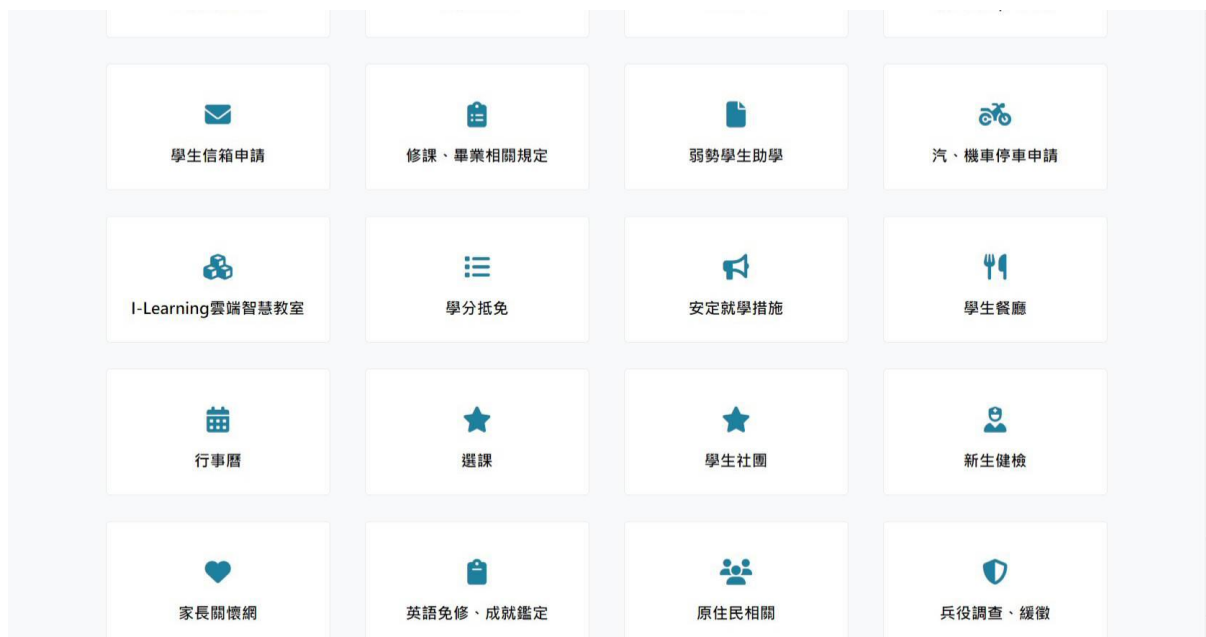 學生信箱申請
修課、畢業相關規定
弱勢學生助學
汽、機車停車申請
I-Learning雲端智慧教室
學分抵免
安定就學措施
學生餐廳
行事曆
選課
學生社團
新生健檢
家長關懷網
英語免修、成就鑑定
原住民相關
兵役調查、緩徵